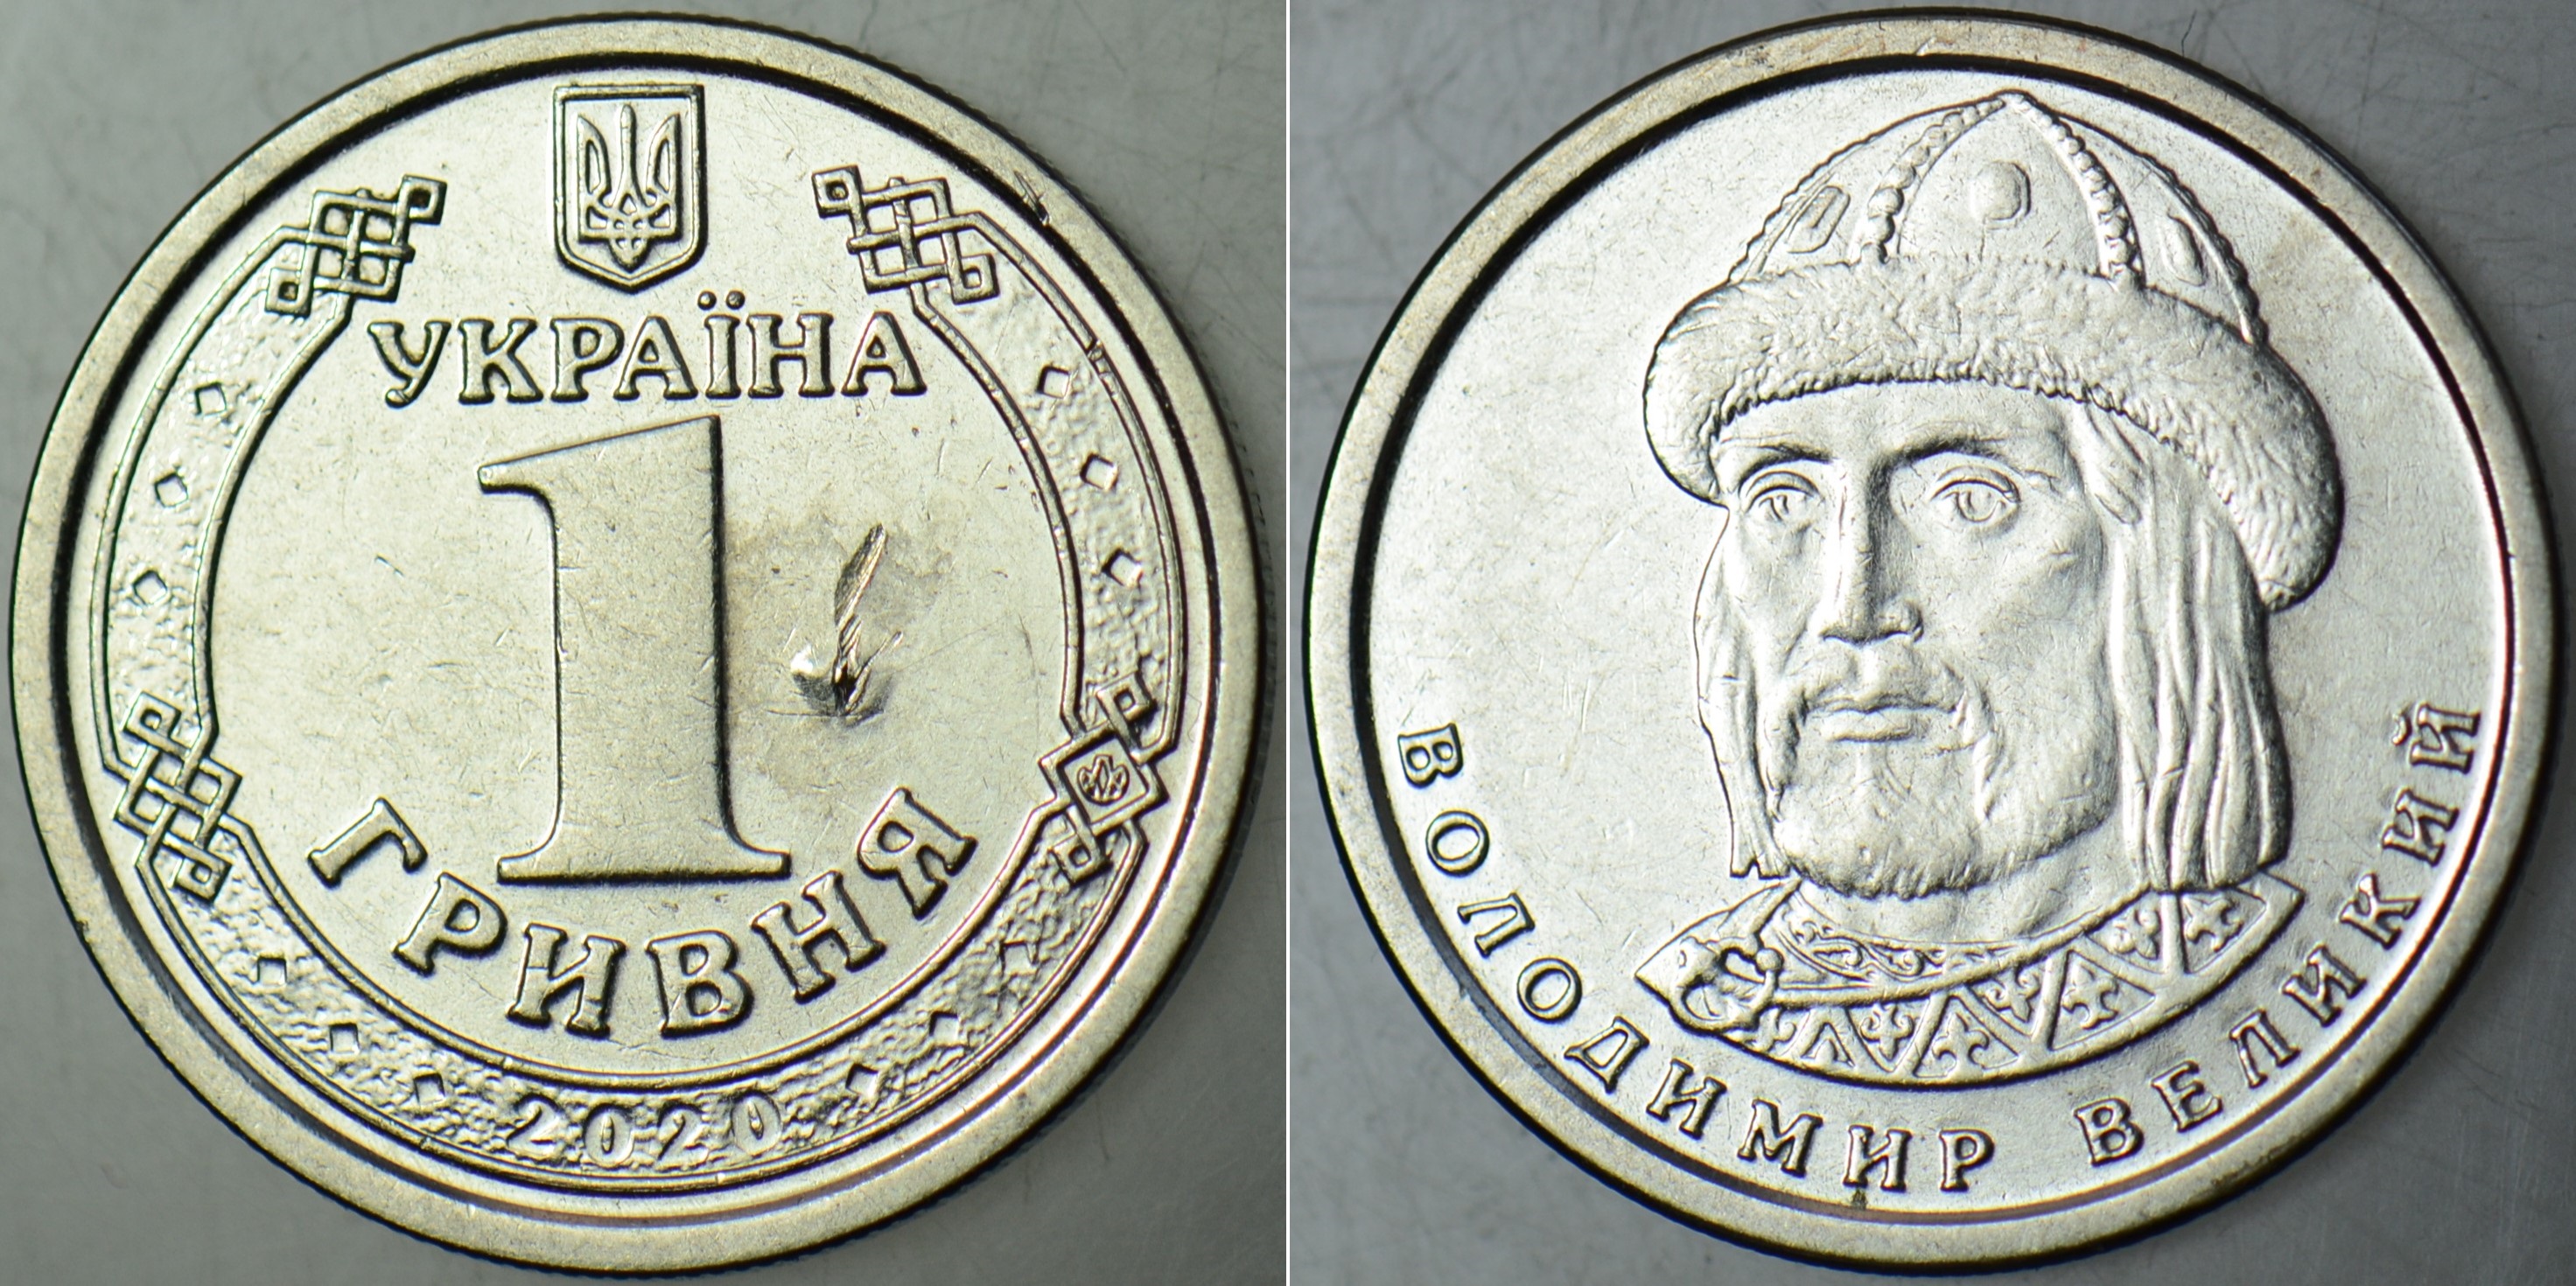 УКРАЇНА
1
ГРИВНЯ
2020
ВОЛОДИМИР ВЕЛИКИЙ